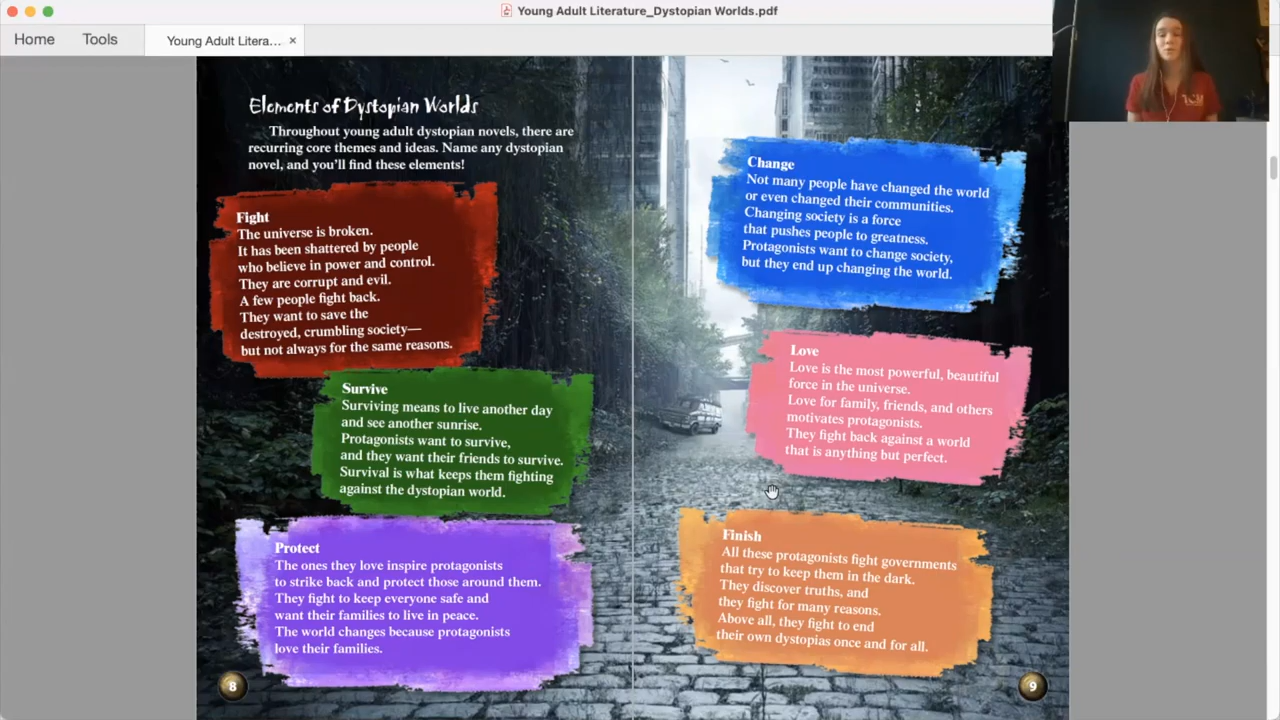 Young Adult Literature_Dystopian Worlds.pdf
Home
Tools
Young Adult Litera...
×
Elements of Dystopian Worlds
Throughout young adult dystopian novels, there are
recurring core themes and ideas. Name any dystopian
novel, and you'll find these elements!
Fight
The universe is broken.
It has been shattered by people
who believe in power and control.
They are corrupt and evil.
A few people fight back.
They want to save the
destroyed, crumbling society—
but not always for the same reasons.
Survive
Surviving means to live another day
and see another sunrise.
Protagonists want to survive,
and they want their friends to survive.
Survival is what keeps them fighting
against the dystopian world.
Protect
The ones they love inspire protagonists
to strike back and protect those around them.
They fight to keep everyone safe and
want their families to live in peace.
The world changes because protagonists
love their families.
8
Change
Not many people have changed the world
or even changed their communities.
Changing society is a force
that pushes people to greatness.
Protagonists want to change society,
but they end up changing the world.
Love
Love is the most powerful, beautiful
force in the universe.
Love for family, friends, and others
motivates protagonists.
They fight back against a world
that is anything but perfect.
Finish
All these protagonists fight governments
that try to keep them in the dark.
They discover truths, and
they fight for many reasons.
Above all, they fight to end
their own dystopias once and for all.
9